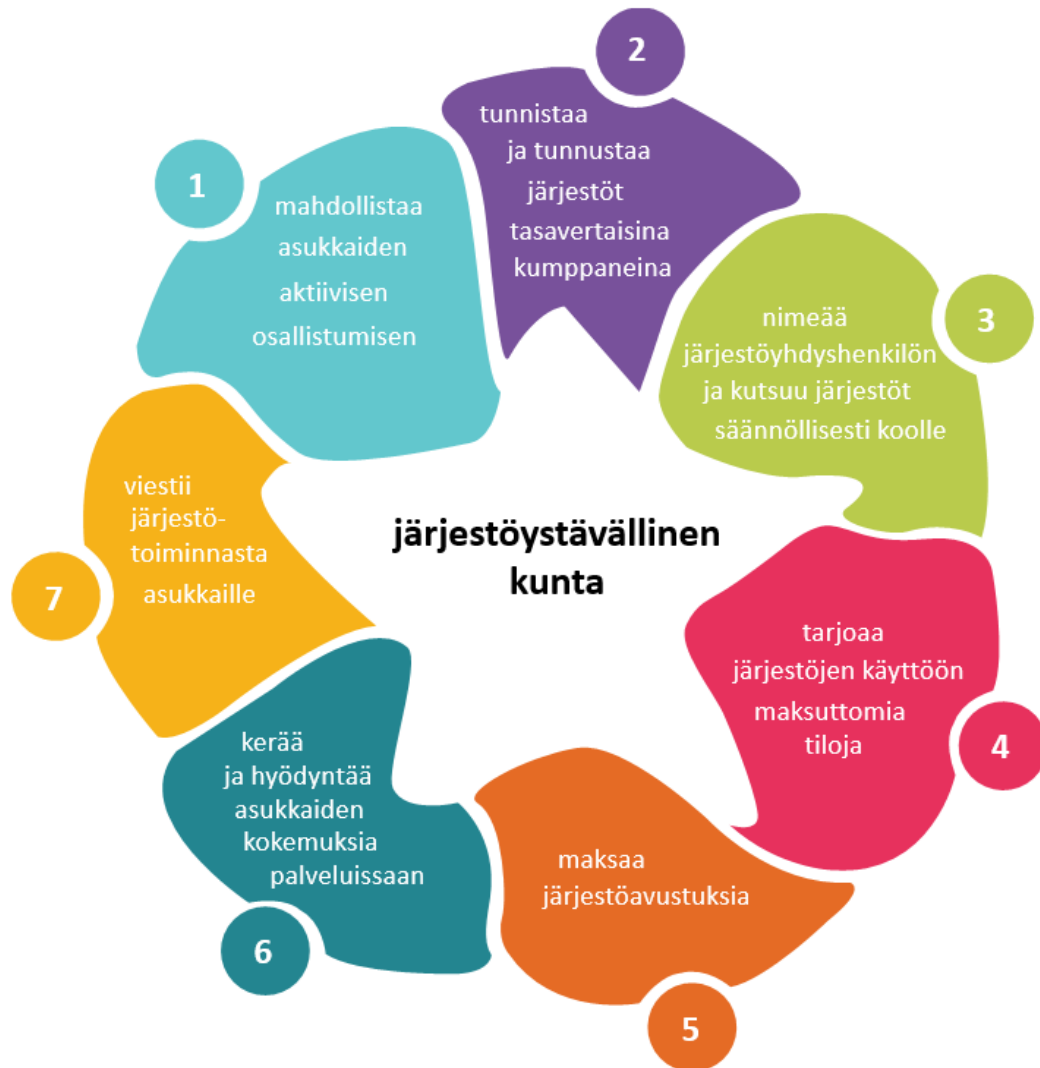 järjestöystävällinen
kunta
1
mahdollistaa
asukkaiden
aktiivisen
osallistumisen
2
tunnistaa
ja tunnustaa
järjestöt
tasavertaisina
kumppaneina
3
nimeää
järjestöyhdyshenkilön
ja kutsuu järjestöt
säännöllisesti koolle
4
tarjoaa
järjestöjen käyttöön
maksuttomia
tiloja
5
maksaa
järjestöavustuksia
6
kerää
ja hyödyntää
asukkaiden
kokemuksia
palveluissaan
7
viestii
järjestö-
toiminnasta
asukkaille